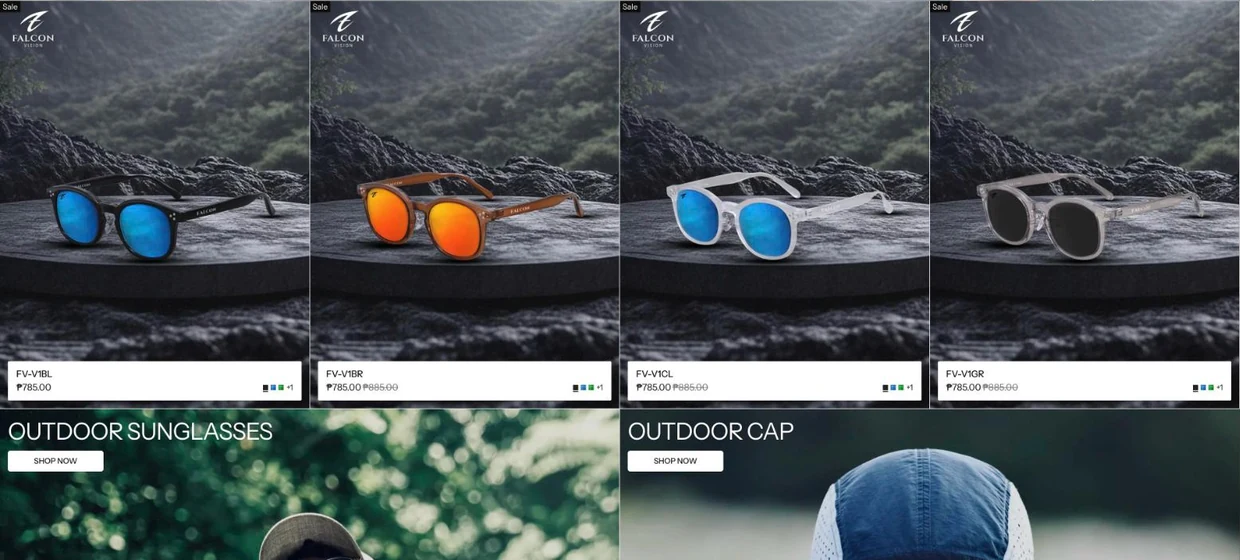 Sale
FALCON
VISION
Sale
FALCON
VISION
Sale
FALCON
VISION
Sale
FALCON
VISION
FALCON
FALCON
FV-V1BL
₱785.00
+1
FV-V1BR
₱785.00 ₱885.00
+1
FV-V1CL
₱785.00 ₱885.00
+1
FV-V1GR
₱785.00 ₱885.00
+1
OUTDOOR SUNGLASSES
SHOP NOW
OUTDOOR CAP
SHOP NOW